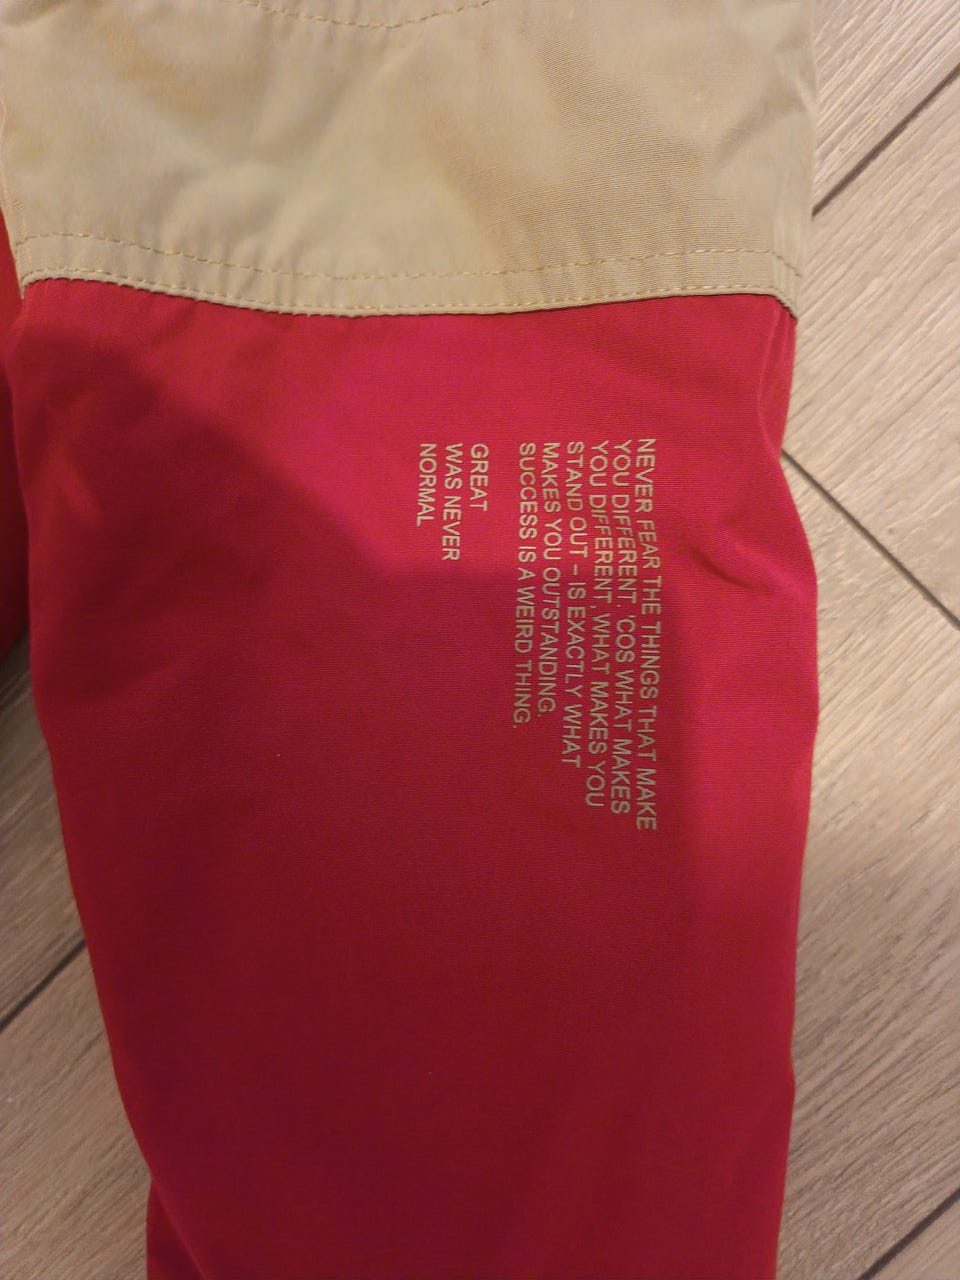 NEVER FEAR THE THINGS THAT MAKE
YOU DIFFERENT. 'COS WHAT MAKES
YOU DIFFERENT, WHAT MAKES YOU
STAND OUT – IS EXACTLY WHAT
MAKES YOU OUTSTANDING.
SUCCESS IS A WEIRD THING.
GREAT
WAS NEVER
NORMAL